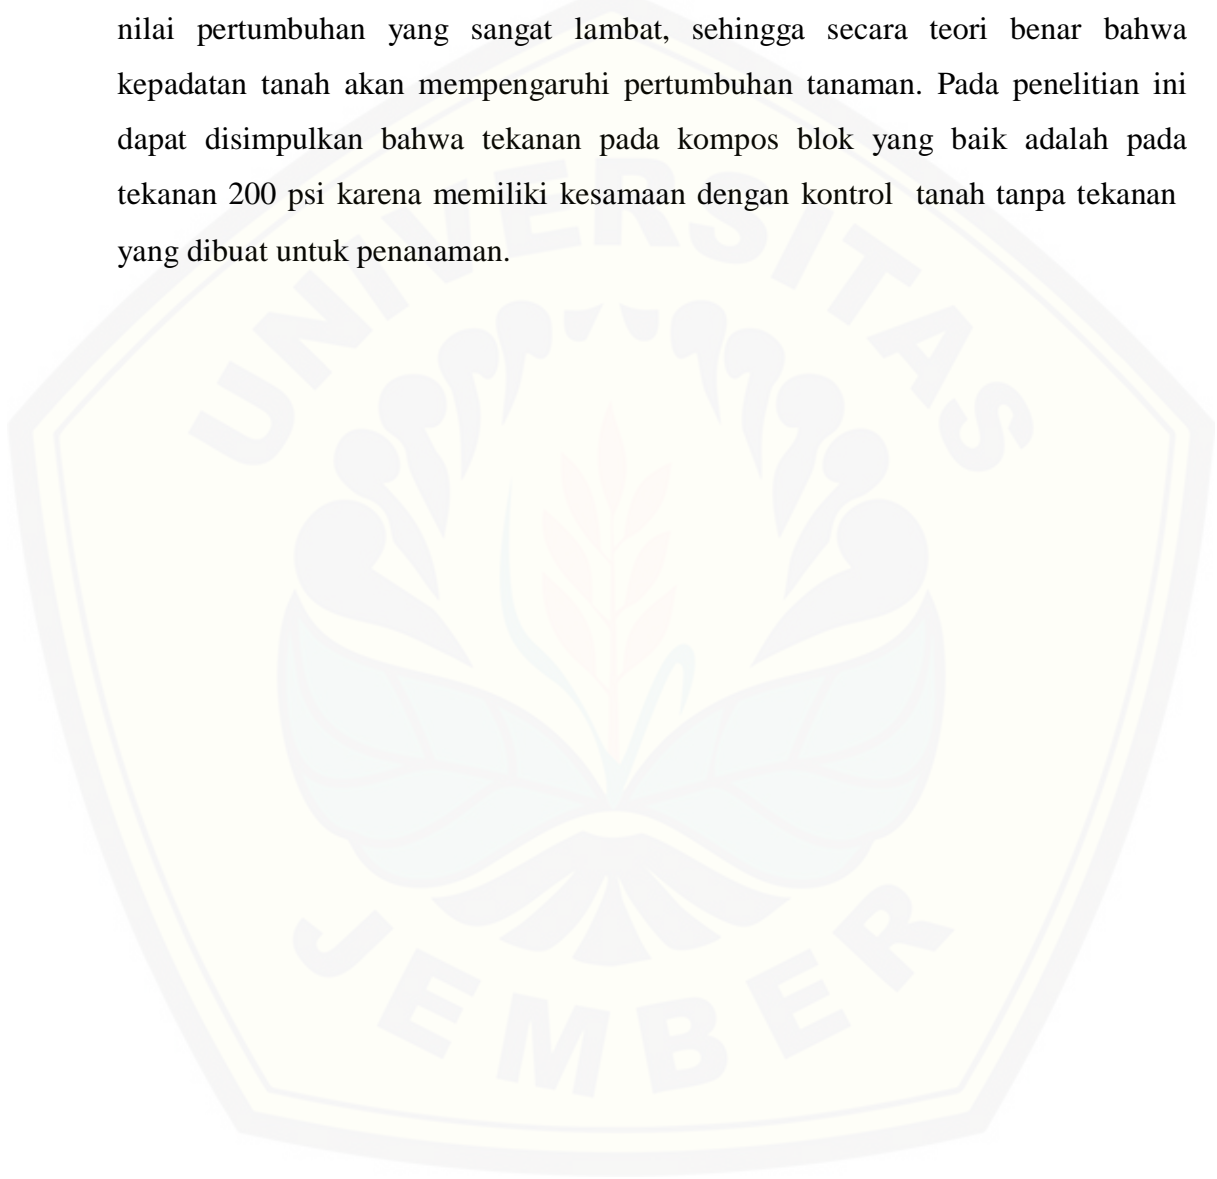 nilai pertumbuhan yang sangat lambat, sehingga secara teori benar bahwa
kepadatan tanah akan mempengaruhi pertumbuhan tanaman. Pada penelitian ini
dapat disimpulkan bahwa tekanan pada kompos blok yang baik adalah pada
tekanan 200 psi karena memiliki kesamaan dengan kontrol tanah tanpa tekanan
yang dibuat untuk penanaman.
UNIVERSITAS
JEMBER